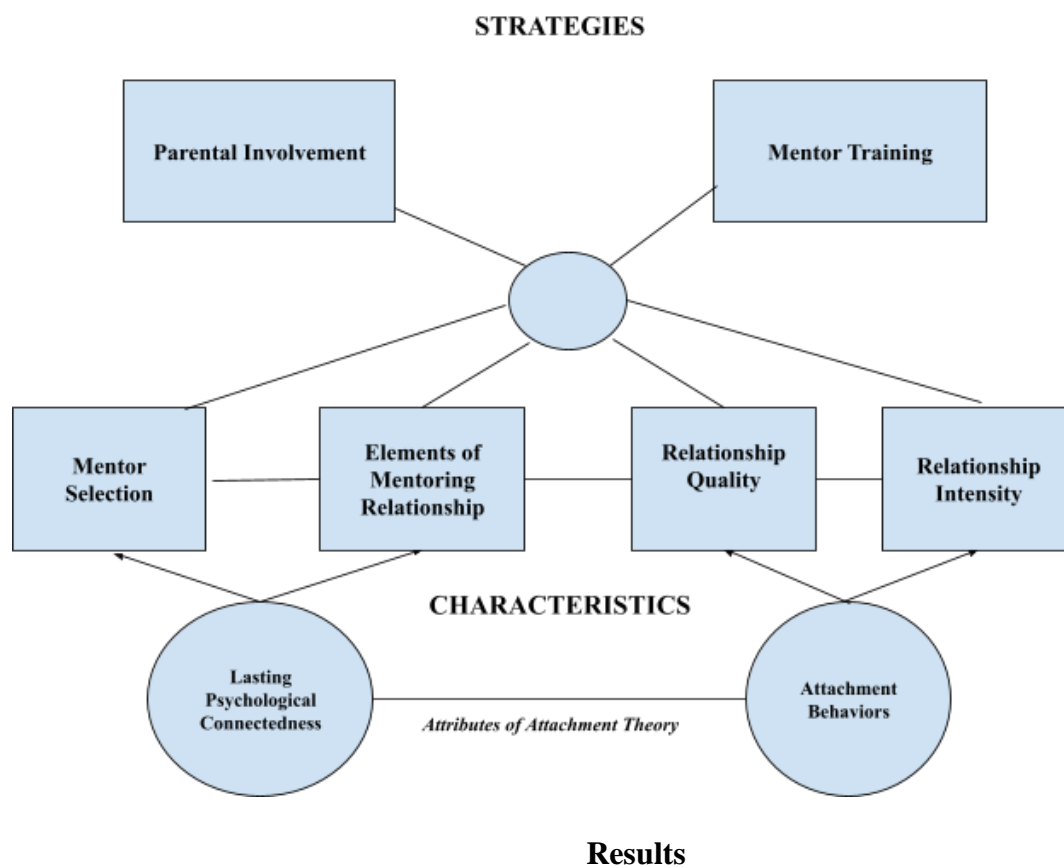 STRATEGIES
Parental Involvement
Mentor Training
Mentor
Selection
Elements of
Mentoring
Relationship
Relationship
Quality
Relationship
Intensity
CHARACTERISTICS
Lasting
Psychological
Connectedness
Attributes of Attachment Theory
Attachment
Behaviors
Results